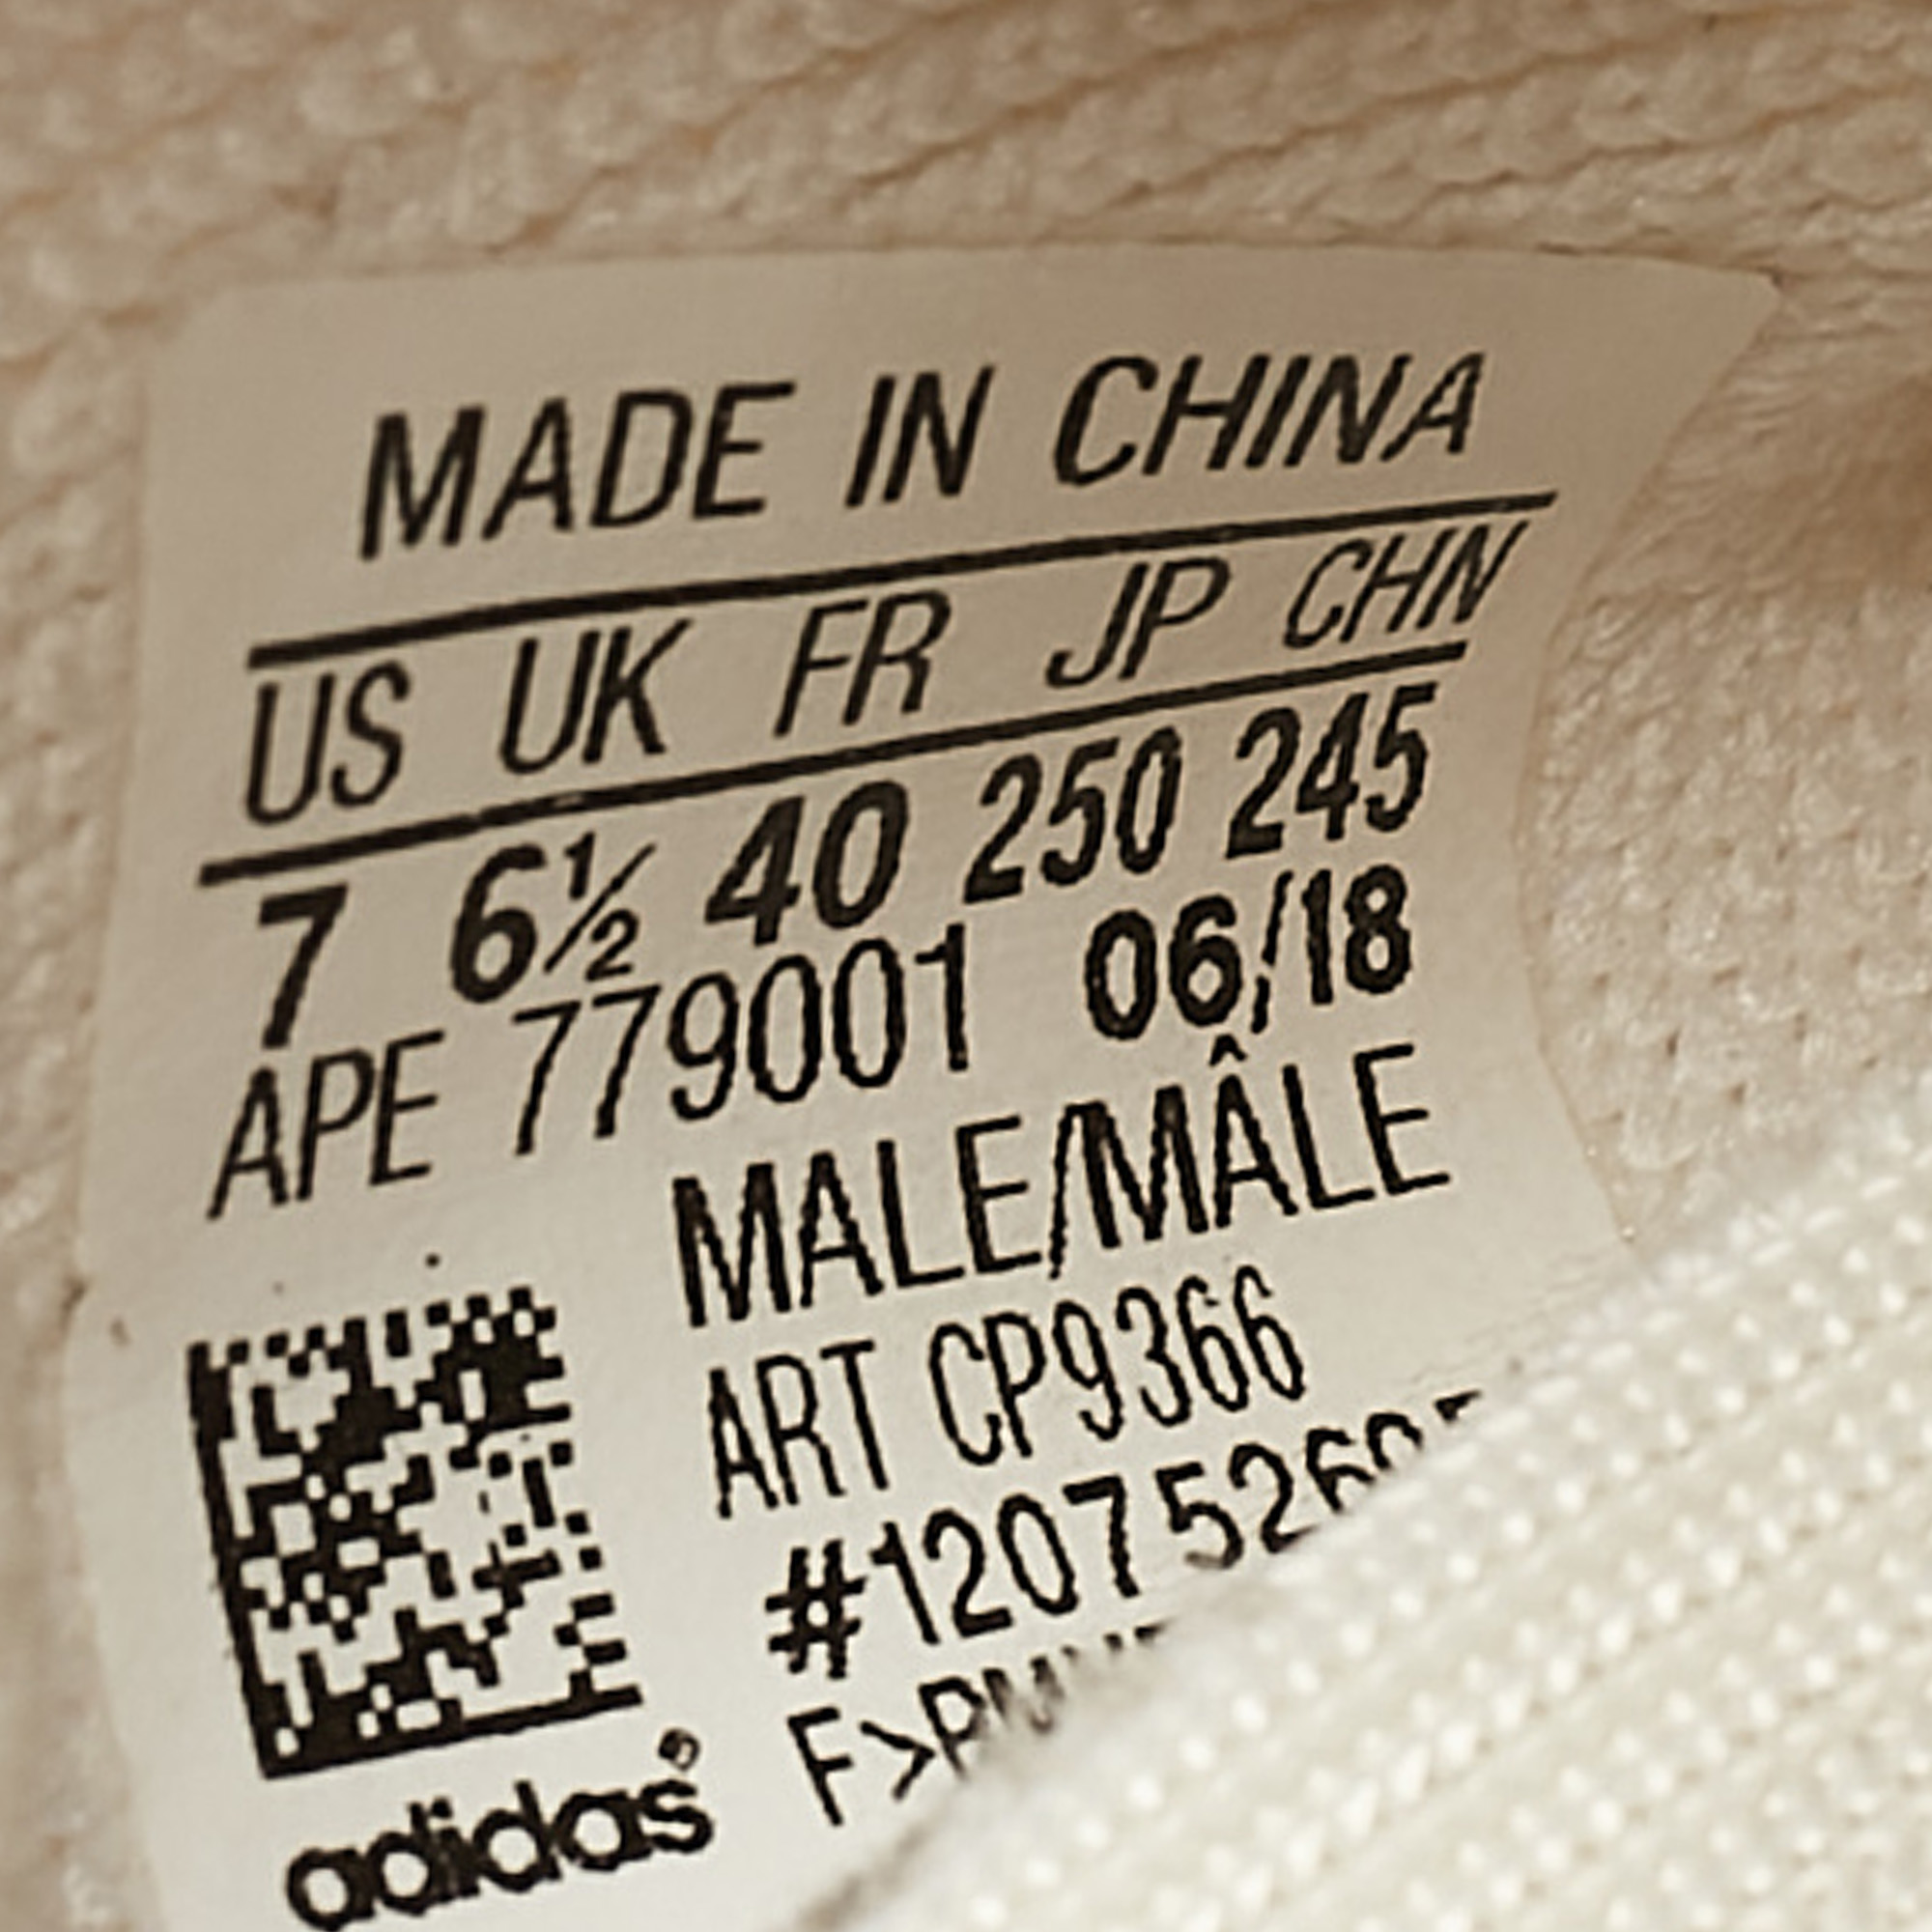 MADE IN CHINA
US UK FR JP CHN
7 6½ 40 250 245
APE 779001 06/18
MALE/MÂLE
ART CP9366
adidas®